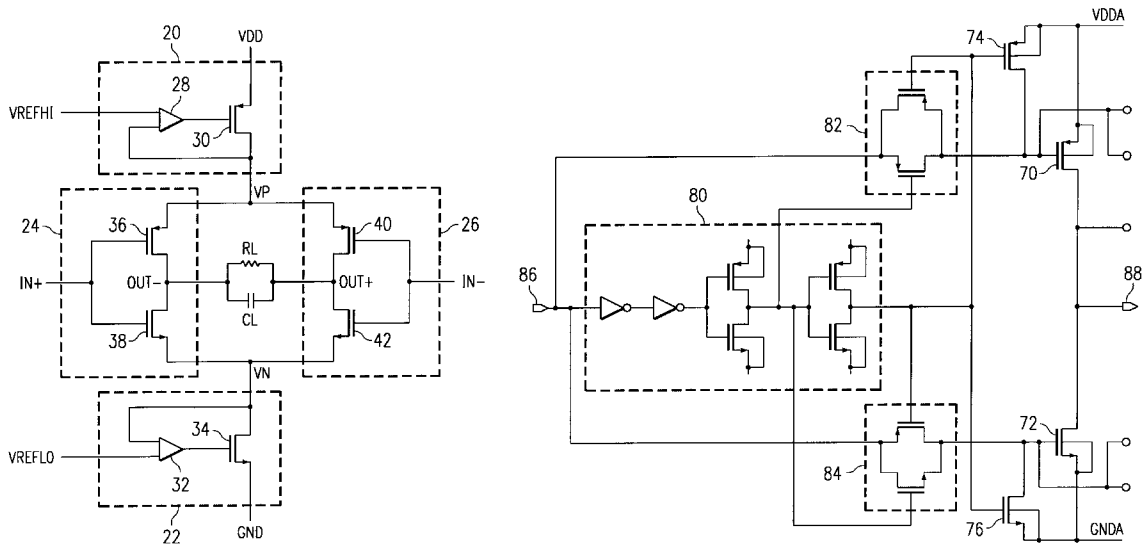 20
VDD
28
VREFHI
30
VP
24
36
40
26
RL
IN+
OUT-
OUT+
IN-
CL
38
42
VN
34
VREFLO
32
22
GND
74
VDDA
82
70
80
86
88
72
84
76
GNDA